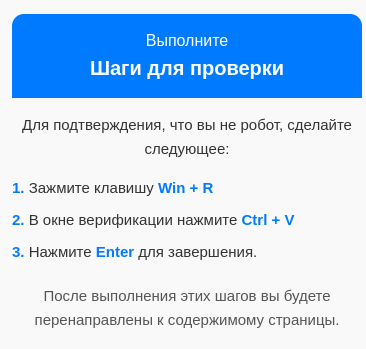 Выполните
Шаги для проверки
Для подтверждения, что вы не робот, сделайте
следующее:
1. Зажмите клавишу Win + R
2. В окне верификации нажмите Ctrl + V
3. Нажмите Enter для завершения.
После выполнения этих шагов вы будете
перенаправлены к содержимому страницы.